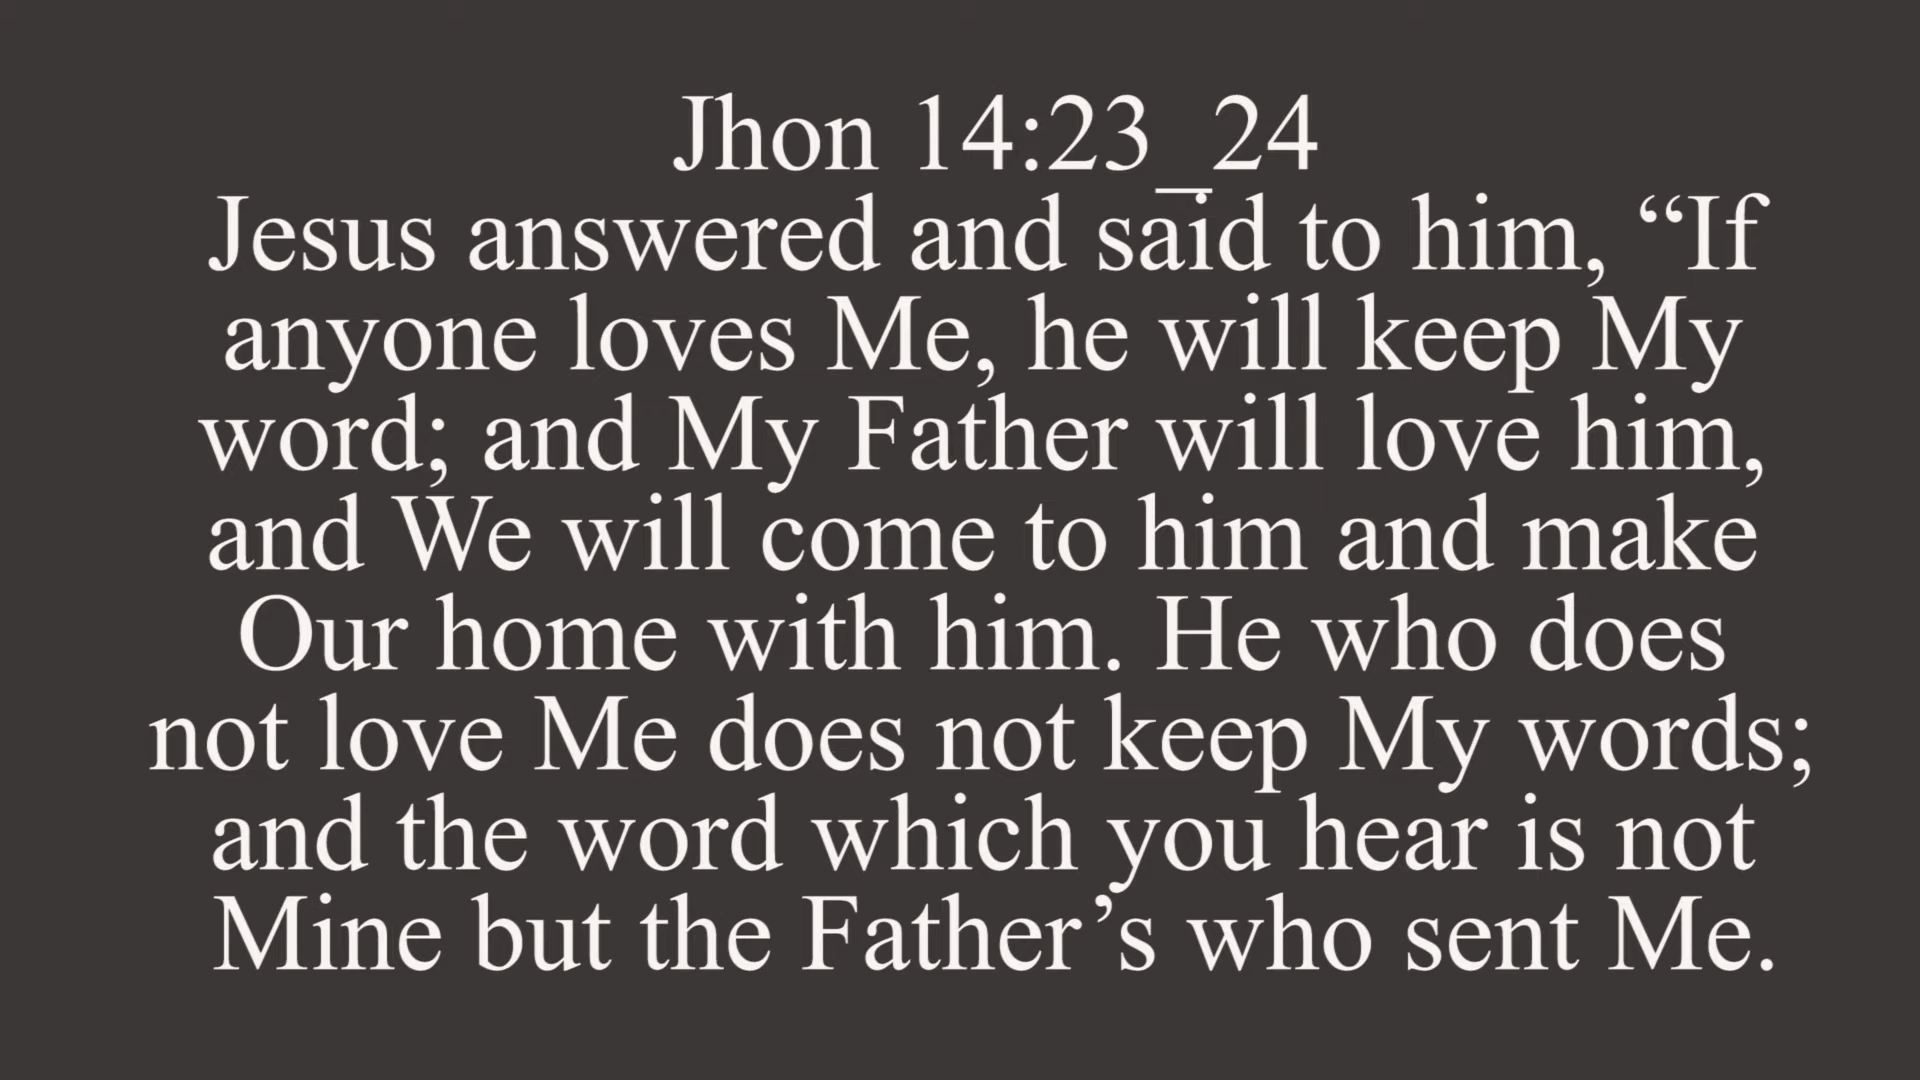 Jhon 14:23_24
Jesus answered and said to him, “If
anyone loves Me, he will keep My
word; and My Father will love him,
and We will come to him and make
Our home with him. He who does
not love Me does not keep My words;
and the word which you hear is not
Mine but the Father’s who sent Me.